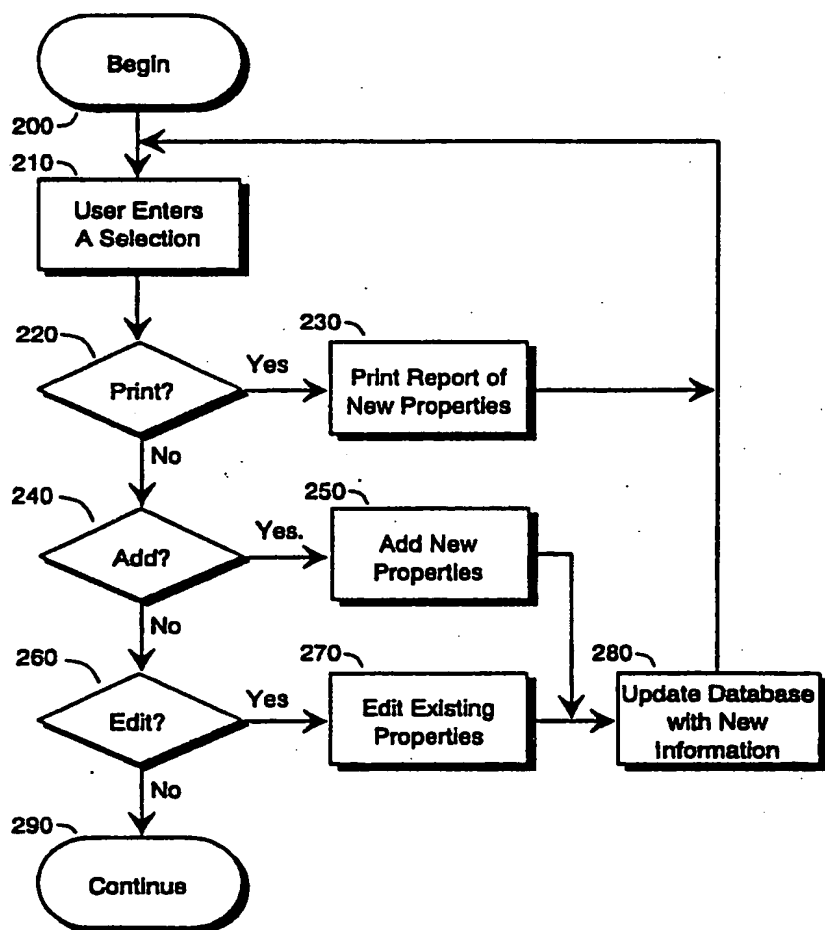 Begin
200
210
User Enters
A Selection
220
Print?
Yes
230
Print Report of
New Properties
No
240
Add?
Yes.
250
Add New
Properties
No
260
Edit?
Yes
270
Edit Existing
Properties
280
Update Database
with New
Information
No
290
Continue